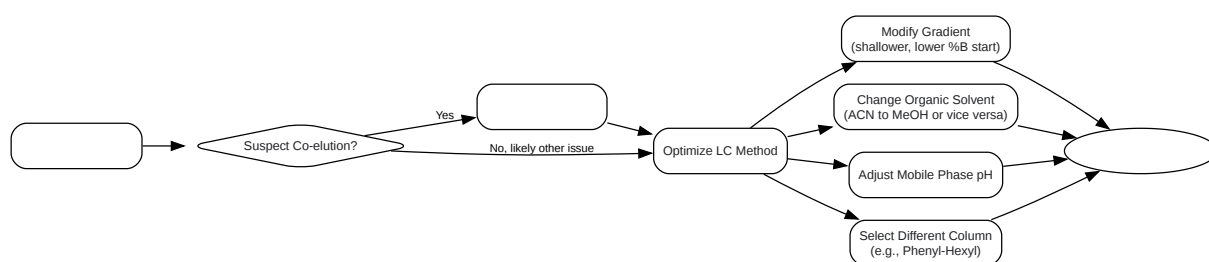 Suspect Co-elution?
Yes
No, likely other issue
Optimize LC Method
Modify Gradient
(shallower, lower %B start)
Change Organic Solvent
(ACN to MeOH or vice versa)
Adjust Mobile Phase pH
Select Different Column
(e.g., Phenyl-Hexyl)